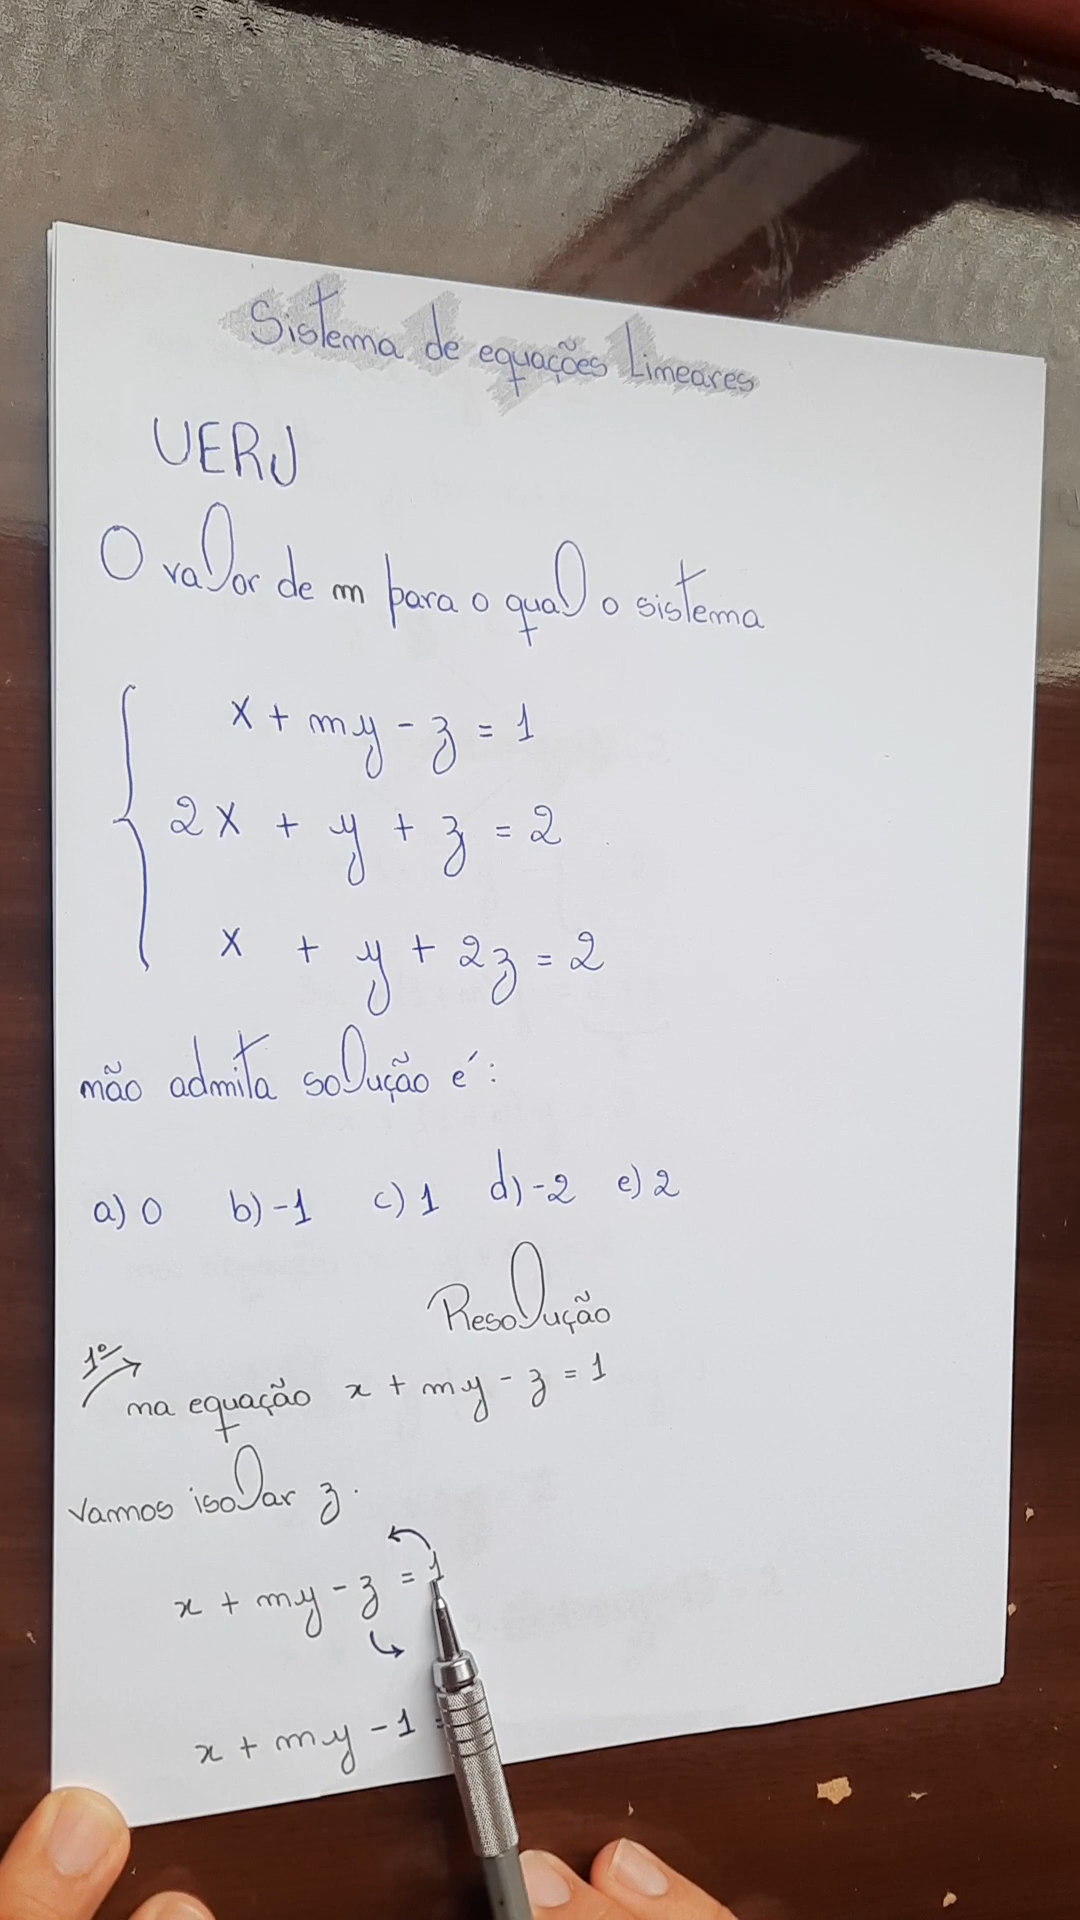 Sistema de equações Lineares
UERJ
O valor de m para o qual o sistema
x + my - z = 1
2x + y + z = 2
x + y + 2z = 2
não admita solução é:
a) 0 b) -1 c) 1 d) -2 e) 2
Resolução
1º
na equação x + my - z = 1
vamos isolar z.
x + my - z = 1
x + my - 1 =